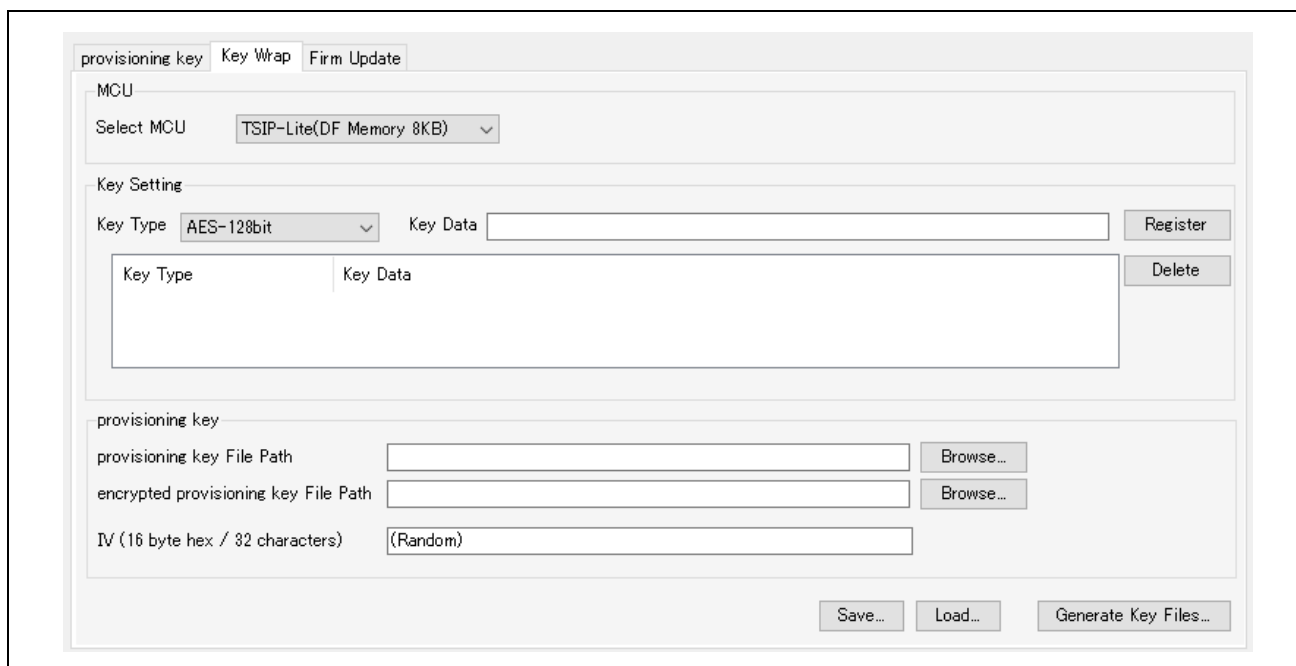 provisioning key Key Wrap Firm Update
MCU
Select MCU TSIP-Lite(DF Memory 8KB)
Key Setting
Key Type AES-128bit Key Data Register
Key Type Key Data Delete
provisioning key
provisioning key File Path Browse...
encrypted provisioning key File Path Browse...
IV (16 byte hex / 32 characters) (Random)
Save... Load... Generate Key Files...